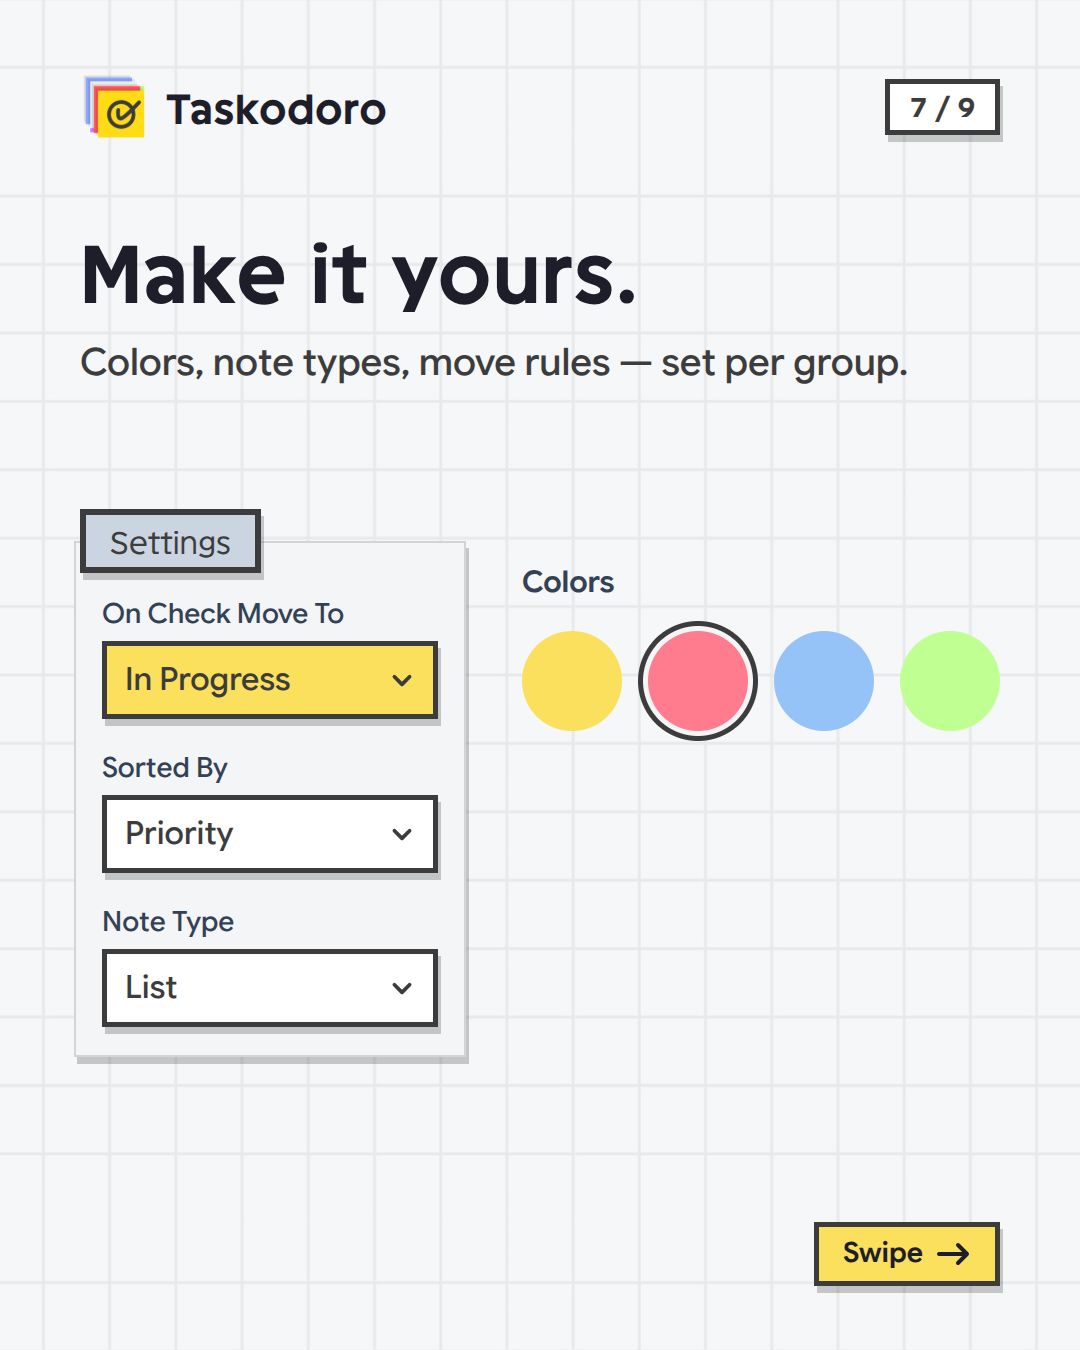 Taskodoro
7 / 9
Make it yours.
Colors, note types, move rules — set per group.
Settings
On Check Move To
In Progress
Sorted By
Priority
Note Type
List
Colors
Swipe →